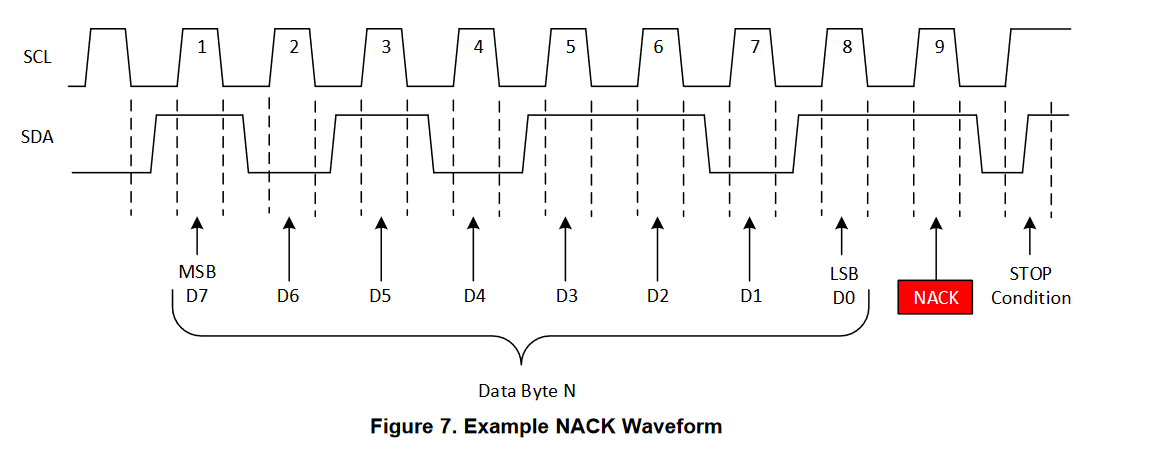 SCL 1 2 3 4 5 6 7 8 9
SDA
MSB LSB STOP
D7 D6 D5 D4 D3 D2 D1 D0 NACK Condition
Data Byte N
Figure 7. Example NACK Waveform